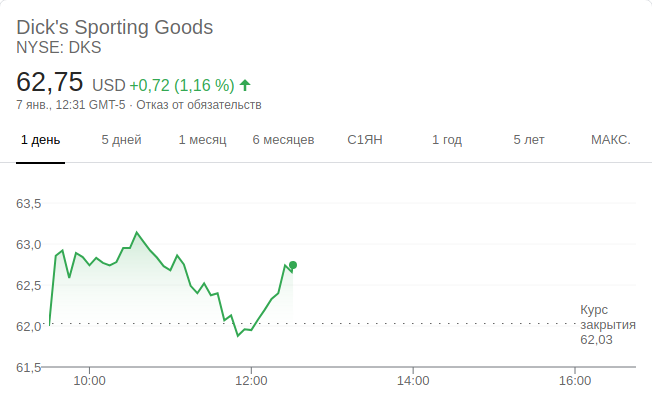 Dick's Sporting Goods
NYSE: DKS
62,75 USD +0,72 (1,16 %)
7 янв., 12:31 GMT-5 · Отказ от обязательств
1 день 5 дней 1 месяц 6 месяцев С1ЯН 1 год 5 лет МАКС.
63,5
63,0
62,5
62,0
61,5
Курс
закрытия
62,03
10:00 12:00 14:00 16:00